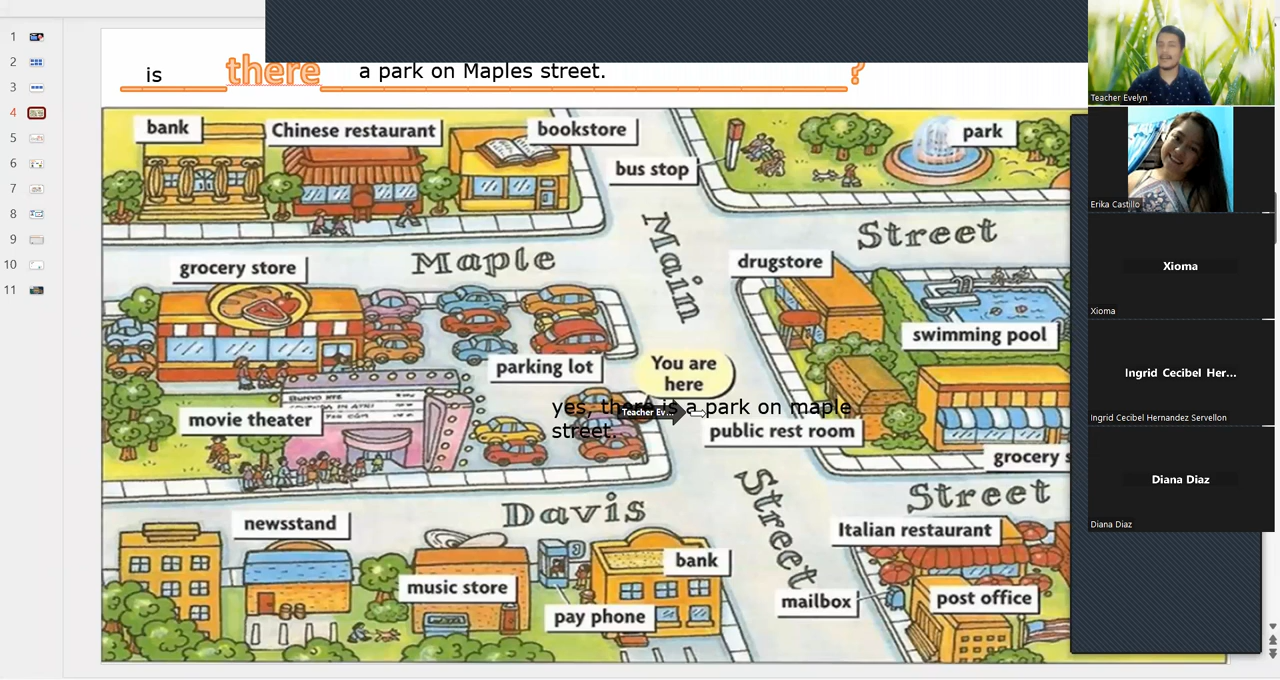 1
2
3
4
5
6
7
8
9
10
11
is there a park on Maples street. ?
bank
Chinese restaurant
bookstore
bus stop
park
Maple
Main
Street
grocery store
drugstore
swimming pool
parking lot
You are
here
movie theater
yes, there is a park on maple
street.
Teacher Ev...
public rest room
grocery s
Davis
Street
Street
newsstand
Italian restaurant
bank
music store
pay phone
mailbox
post office
Teacher Evelyn
Erika Castillo
Xioma
Xioma
Ingrid Cecibel Her...
Ingrid Cecibel Hernandez Servellon
Diana Diaz
Diana Diaz